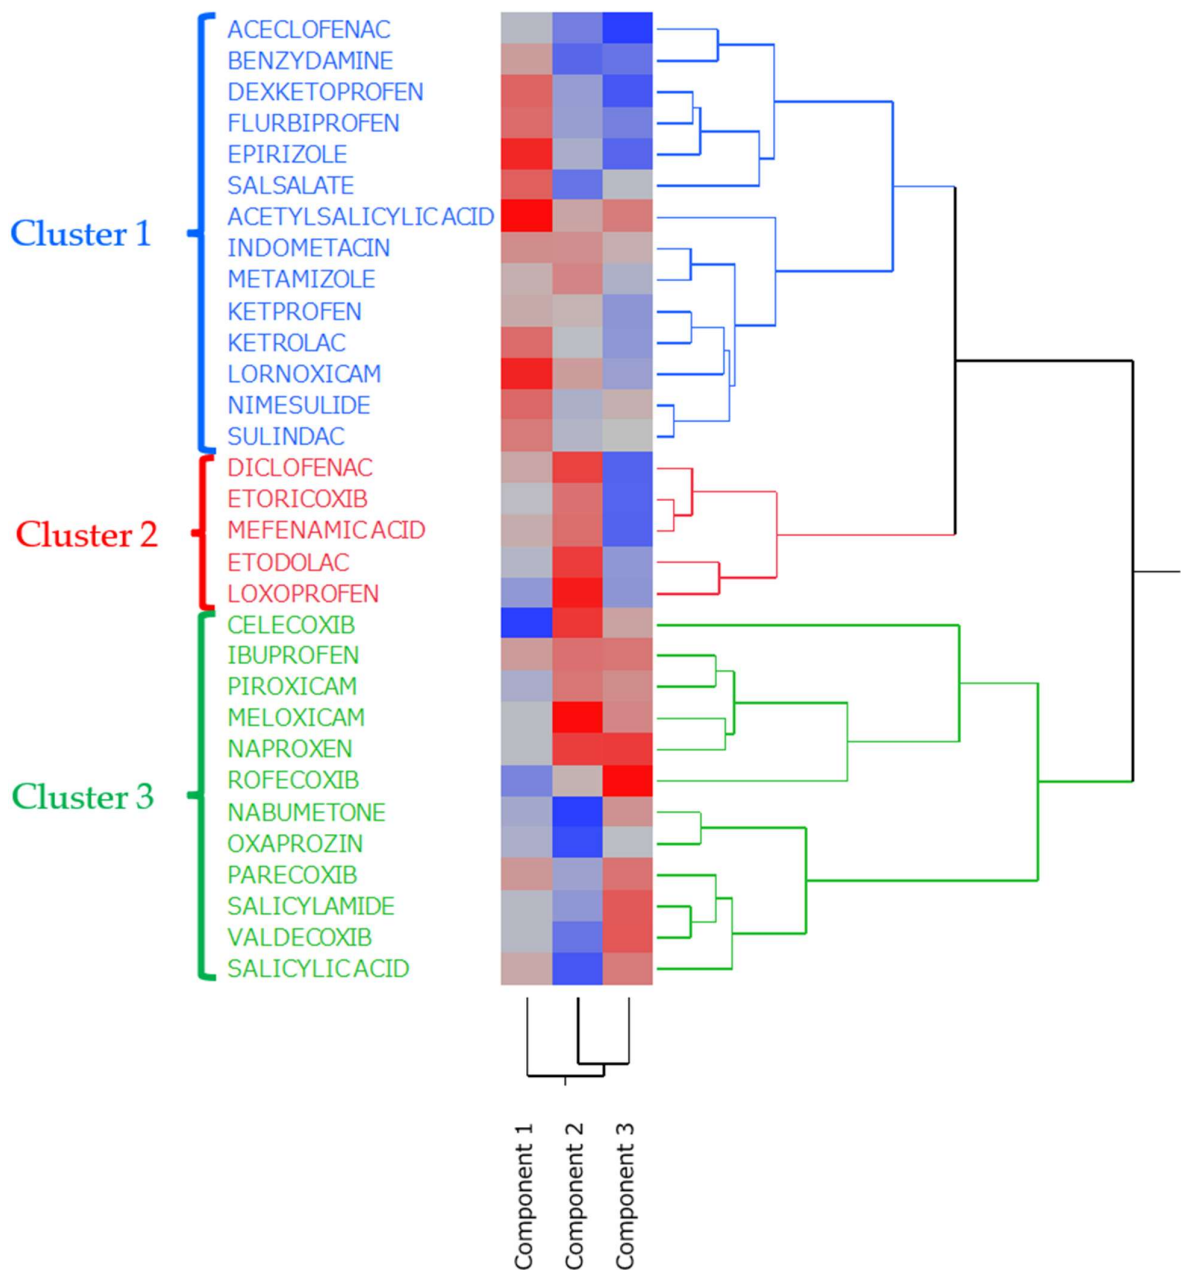 ACECLOFENAC
BENZYDAMINE
DEXKETOPROFEN
FLURBIPROFEN
EPIRIZOLE
SALSALATE
ACETYLSALICYLIC ACID
Cluster 1
INDOMETACIN
METAMIZOLE
KETPROFEN
KETROLAC
LORNOXICAM
NIMESULIDE
SULINDAC
DICLOFENAC
ETORICOXIB
MEFENAMIC ACID
Cluster 2
ETODOLAC
LOXOPROFEN
CELECOXIB
IBUPROFEN
PIROXICAM
MELOXICAM
NAPROXEN
ROFECOXIB
Cluster 3
NABUMETONE
OXAPROZIN
PARECOXIB
SALICYLAMIDE
VALDECOXIB
SALICYLIC ACID
Component 1
Component 2
Component 3